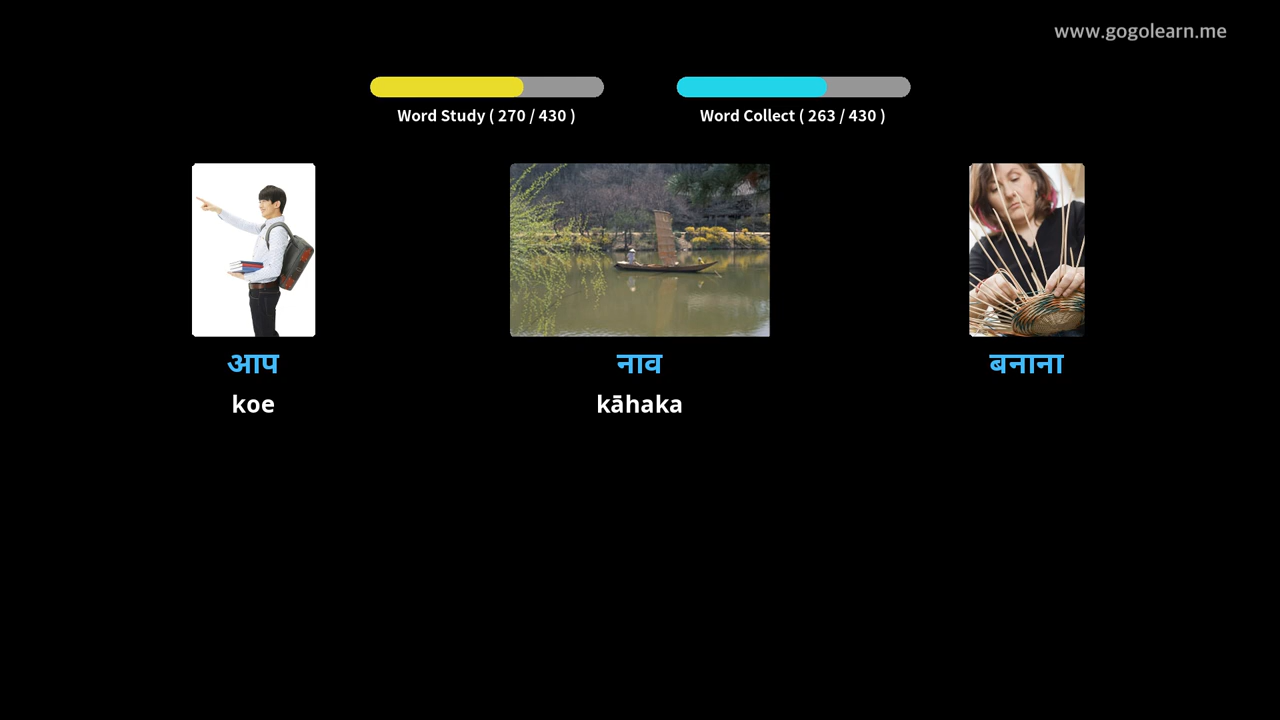 www.gogolearn.me
Word Study ( 270 / 430 )
Word Collect ( 263 / 430 )
आप
नाव
बनाना
koe
kāhaka